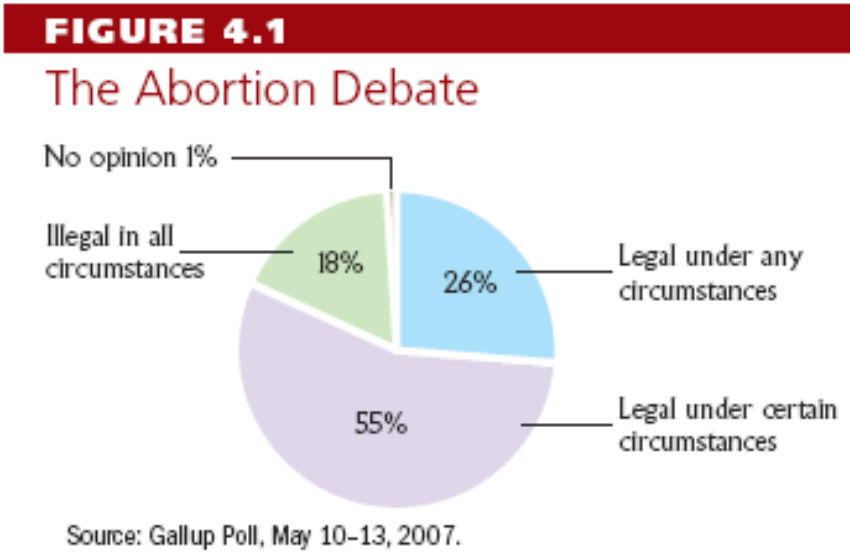 FIGURE 4.1
The Abortion Debate
No opinion 1%
Illegal in all
circumstances
18%
26%
Legal under any
circumstances
55%
Legal under certain
circumstances
Source: Gallup Poll, May 10–13, 2007.